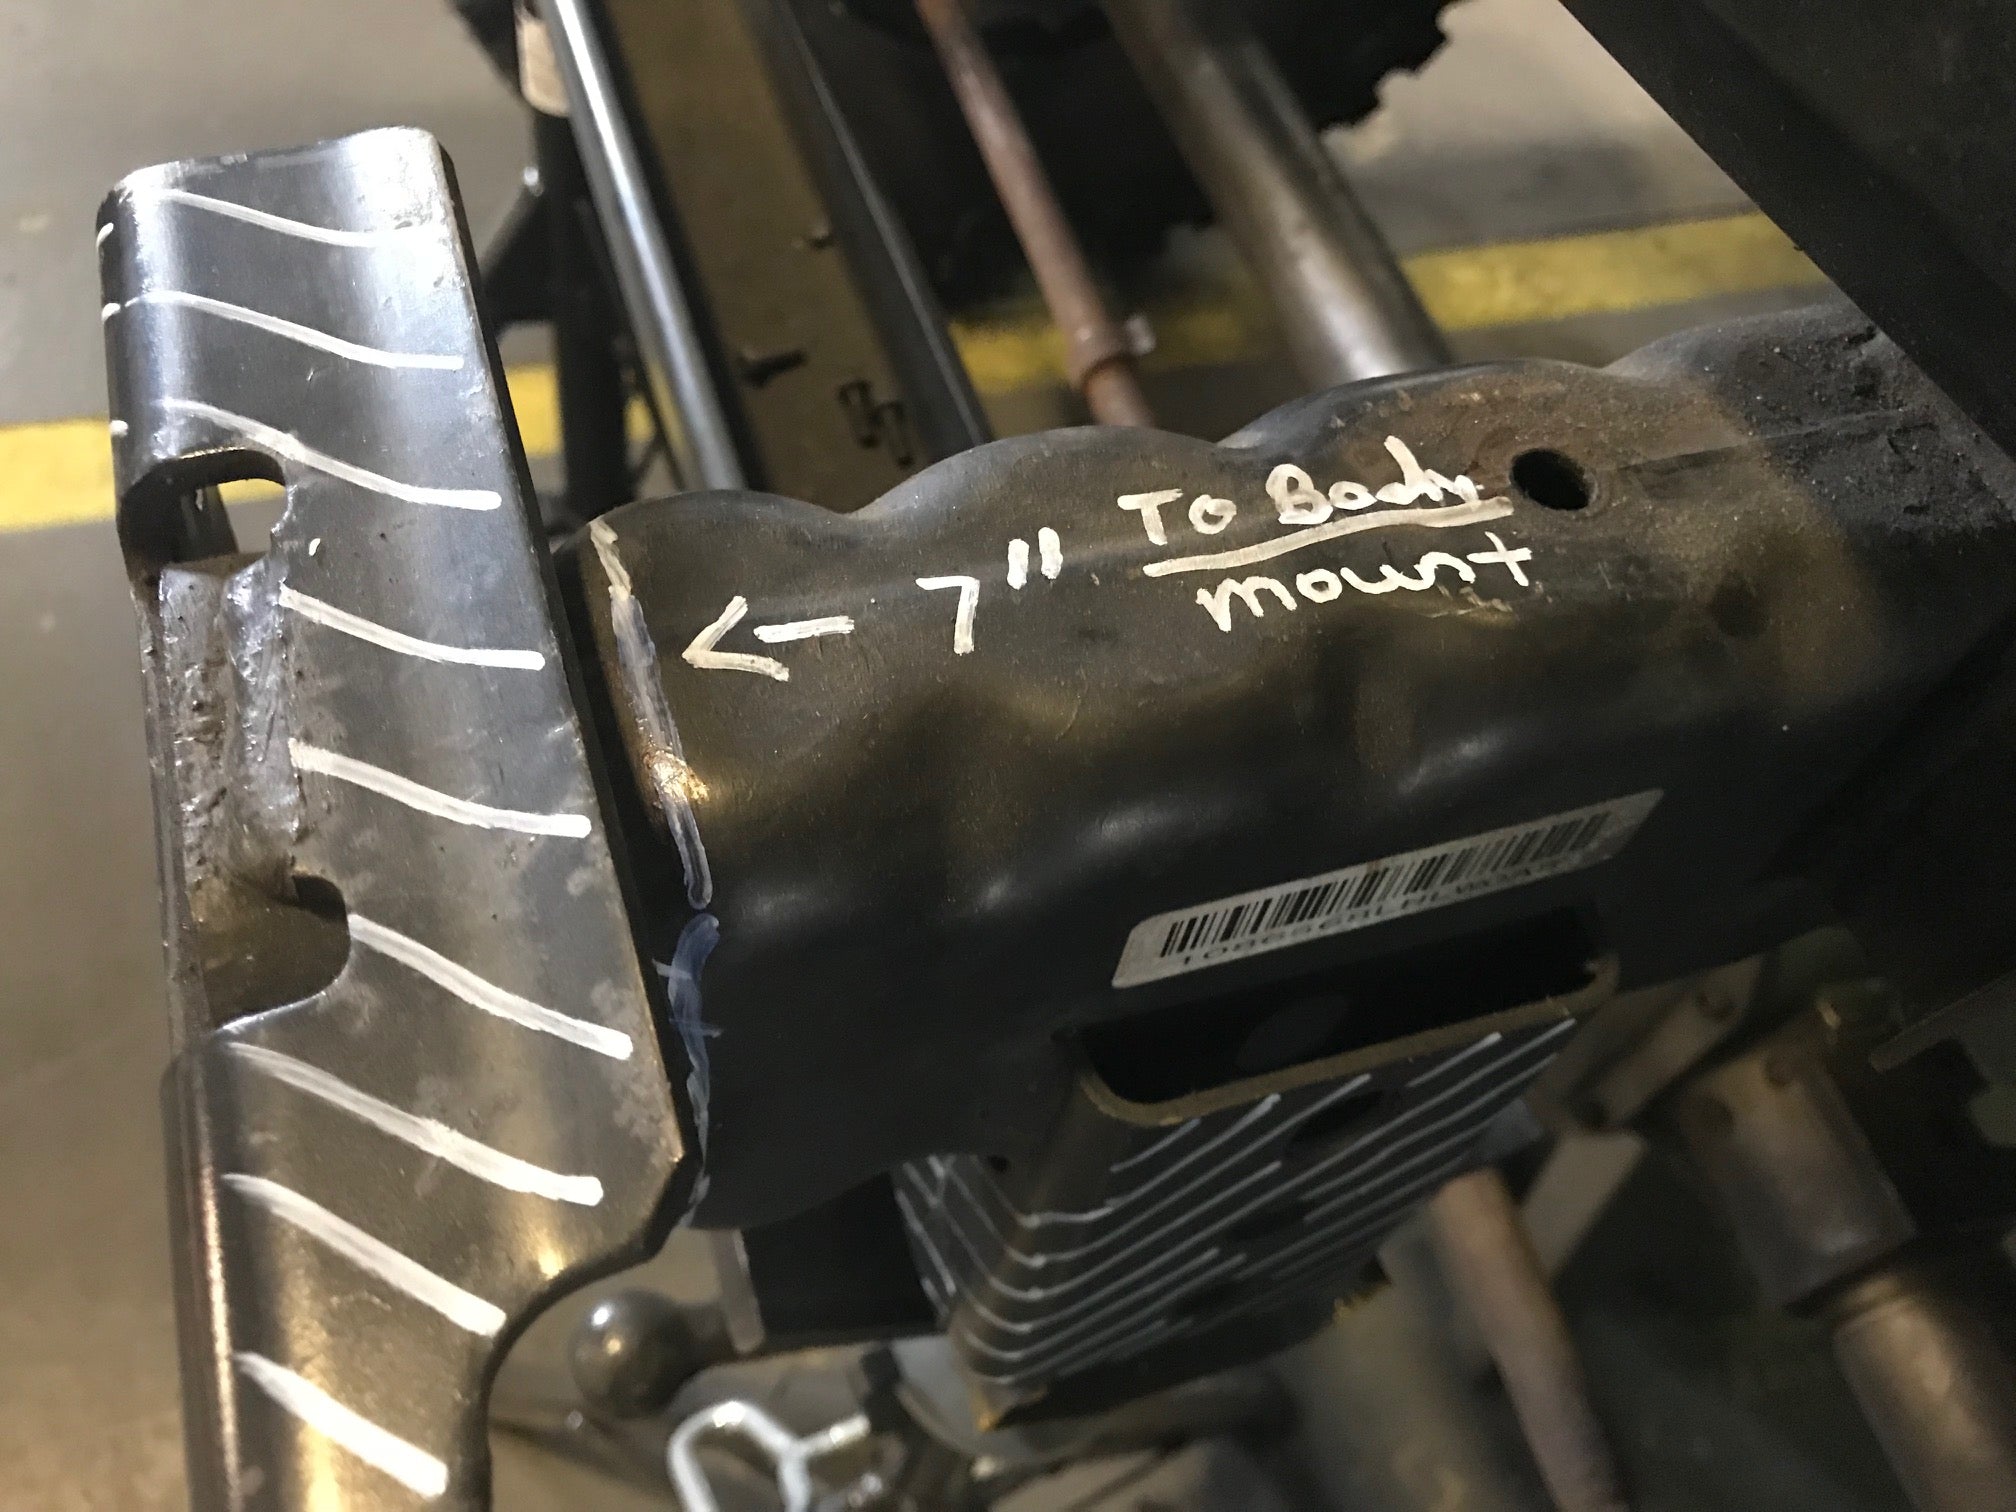 ← 7" To Body
mount